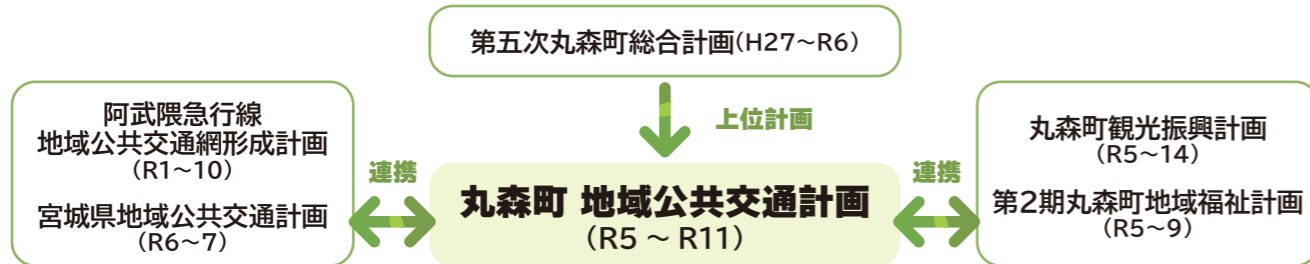 第五次丸森町総合計画(H27~R6)
上位計画
阿武隈急行線
地域公共交通網形成計画
(R1~10)
宮城県地域公共交通計画
(R6~7)
連携
丸森町 地域公共交通計画
(R5 ~ R11)
連携
丸森町観光振興計画
(R5~14)
第2期丸森町地域福祉計画
(R5~9)